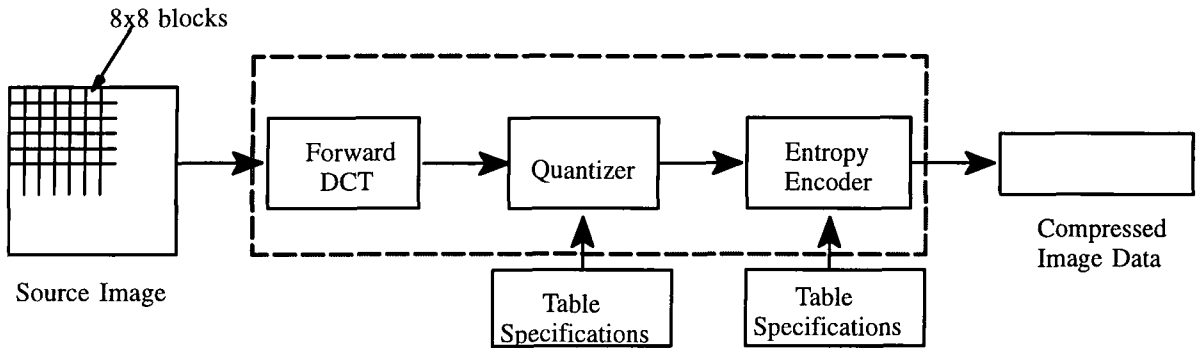 8x8 blocks
Forward
DCT
Quantizer
Entropy
Encoder
Compressed
Image Data
Source Image
Table
Specifications
Table
Specifications